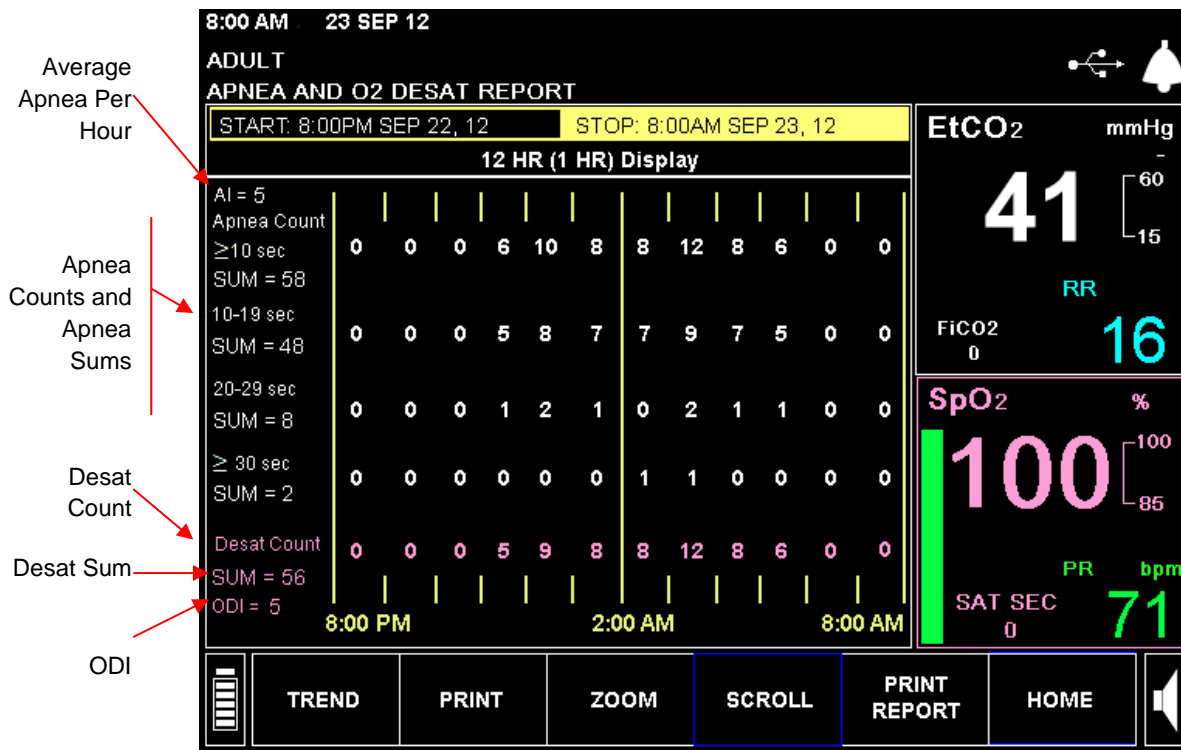 8:00 AM 23 SEP 12
ADULT
APNEA AND O2 DESAT REPORT
Average
Apnea Per
Hour
Apnea
Counts and
Apnea
Sums
Desat
Count
Desat Sum
ODI
START: 8:00PM SEP 22, 12 STOP: 8:00AM SEP 23, 12
12 HR (1 HR) Display
AI = 5
Apnea Count
≥10 sec 0 0 0 6 10 8 8 12 8 6 0 0
SUM = 58
10-19 sec
SUM = 48 0 0 0 5 8 7 7 9 7 5 0 0
20-29 sec
SUM = 8 0 0 0 1 2 1 0 2 1 1 0 0
≥ 30 sec
SUM = 2 0 0 0 0 0 0 1 1 0 0 0 0
Desat Count 0 0 0 5 9 8 8 12 8 6 0 0
SUM = 56
ODI = 5
8:00 PM 2:00 AM 8:00 AM
EtCO2 mmHg
41
60
15
RR
FiCO2 16
0
SpO2 %
100
100
85
PR bpm
SAT SEC 71
0
TREND PRINT ZOOM SCROLL PRINT REPORT HOME